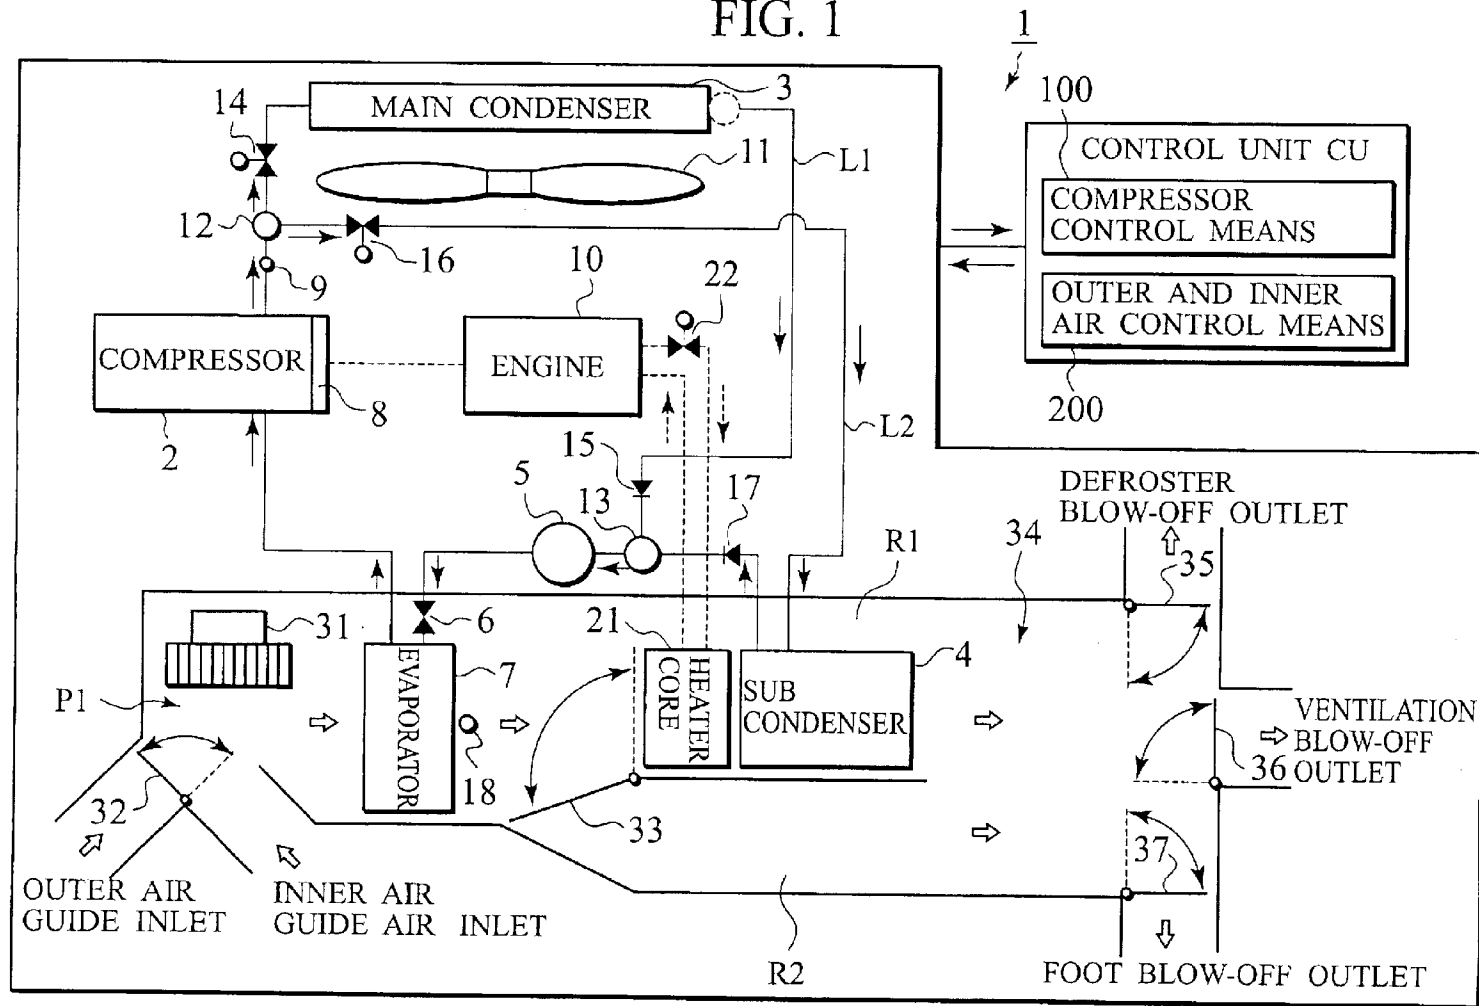 FIG. 1
1
3
MAIN CONDENSER
14
11
L1
100
CONTROL UNIT CU
COMPRESSOR
CONTROL MEANS
OUTER AND INNER
AIR CONTROL MEANS
200
12
16
9
10
22
COMPRESSOR
ENGINE
8
2
L2
15
5
13
17
DEFROSTER
BLOW-OFF OUTLET
R1
34
35
31
6
21
4
P1
EVAPORATOR
7
HEATER
CORE
SUB
CONDENSER
18
VENTILATION
BLOW-OFF
OUTLET
36
32
33
37
OUTER AIR
GUIDE INLET
INNER AIR
GUIDE AIR INLET
R2
FOOT BLOW-OFF OUTLET